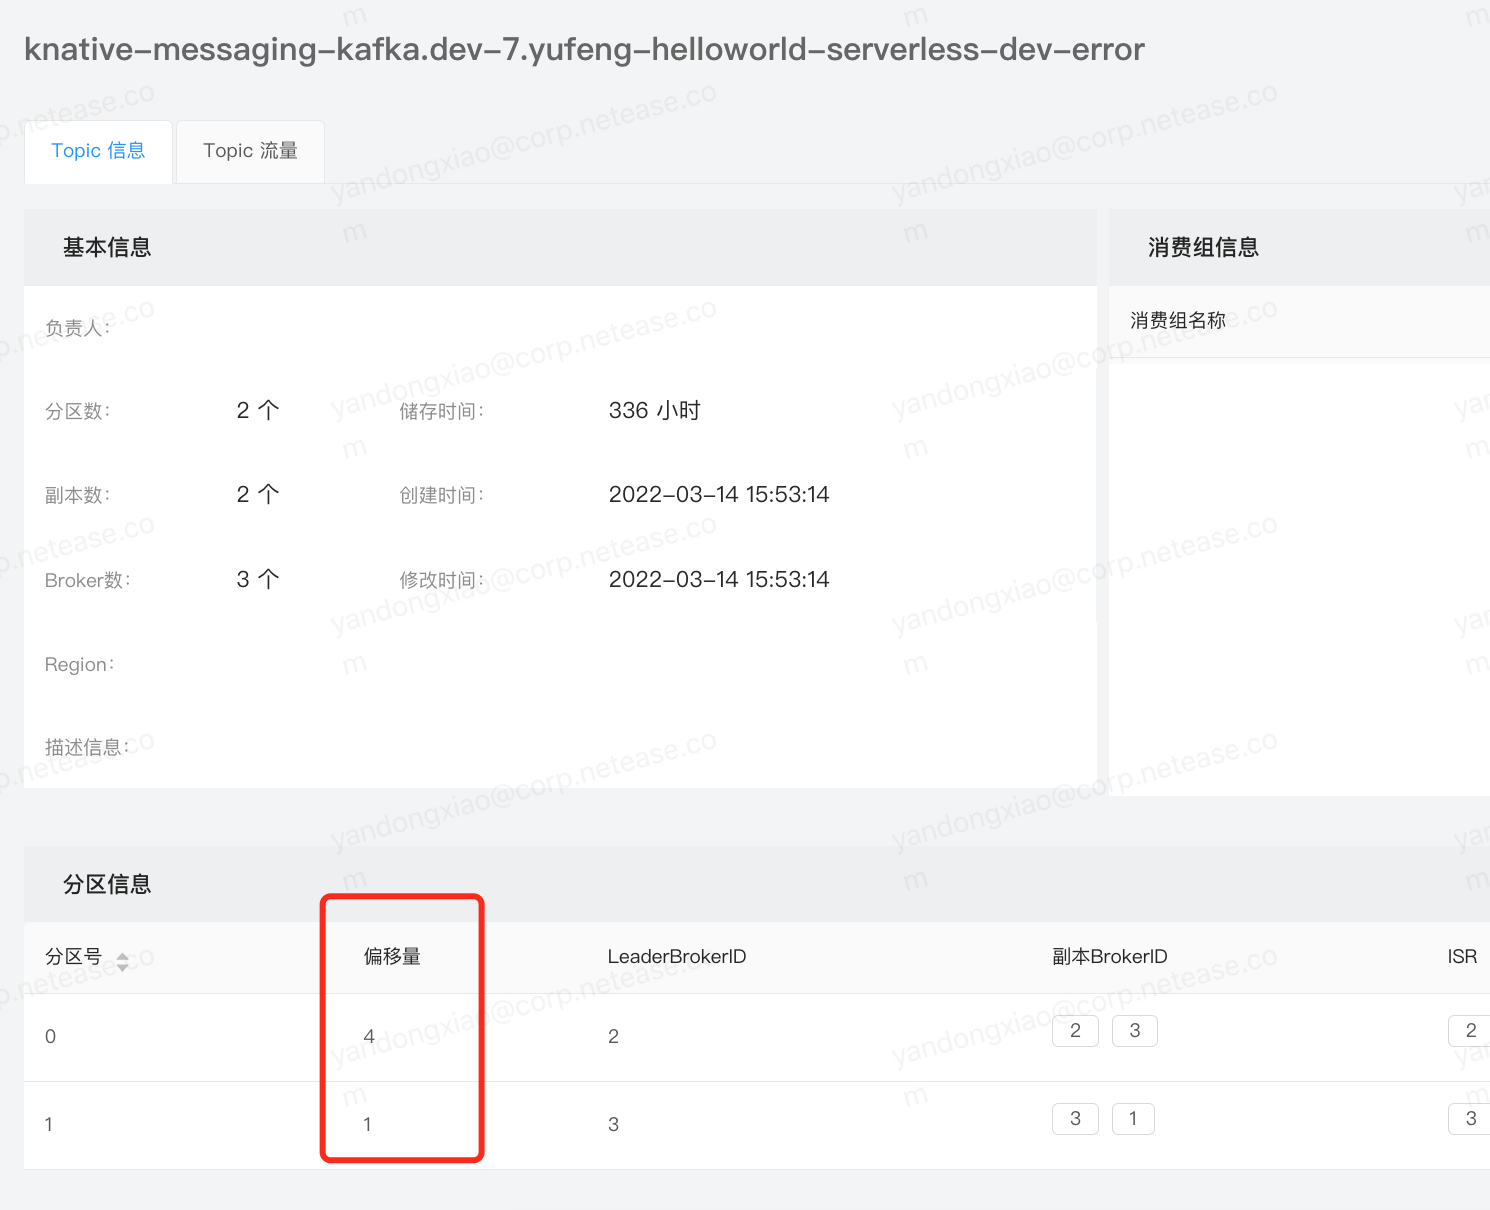 knative-messaging-kafka.dev-7.yufeng-helloworld-serverless-dev-error
Topic 信息 Topic 流量
基本信息 消费组信息
负责人: 消费组名称
分区数: 2 个 储存时间: 336 小时
副本数: 2 个 创建时间: 2022-03-14 15:53:14
Broker数: 3 个 修改时间: 2022-03-14 15:53:14
Region:
描述信息:
分区信息
分区号 偏移量 LeaderBrokerID 副本BrokerID ISR
0 4 2 2 3 2
1 1 3 3 1 3
yandongxiao@corp.netease.com